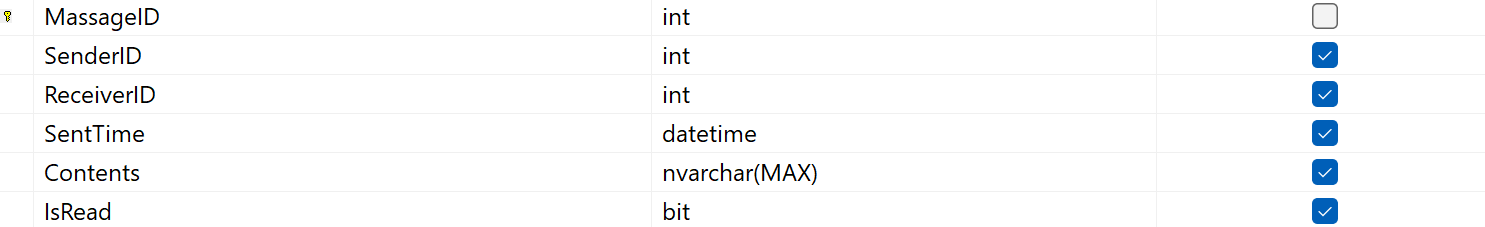 MassageID int
SenderID int
ReceiverID int
SentTime datetime
Contents nvarchar(MAX)
IsRead bit